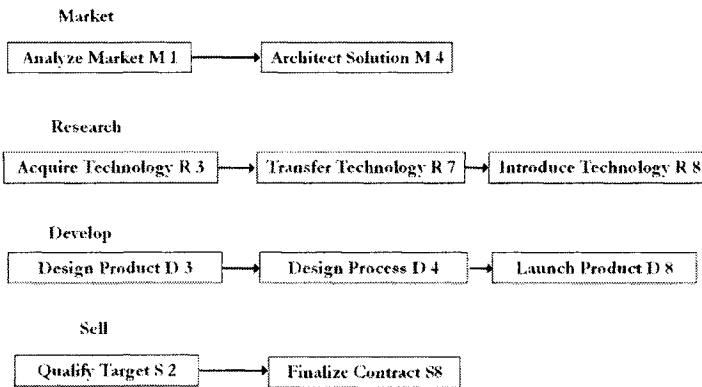 Market
Analyze Market M 1 Architect Solution M 4
Research
Acquire Technology R 3 Transfer Technology R 7 Introduce Technology R 8
Develop
Design Product D 3 Design Process D 4 Launch Product D 8
Sell
Qualify Target S 2 Finalize Contract S8